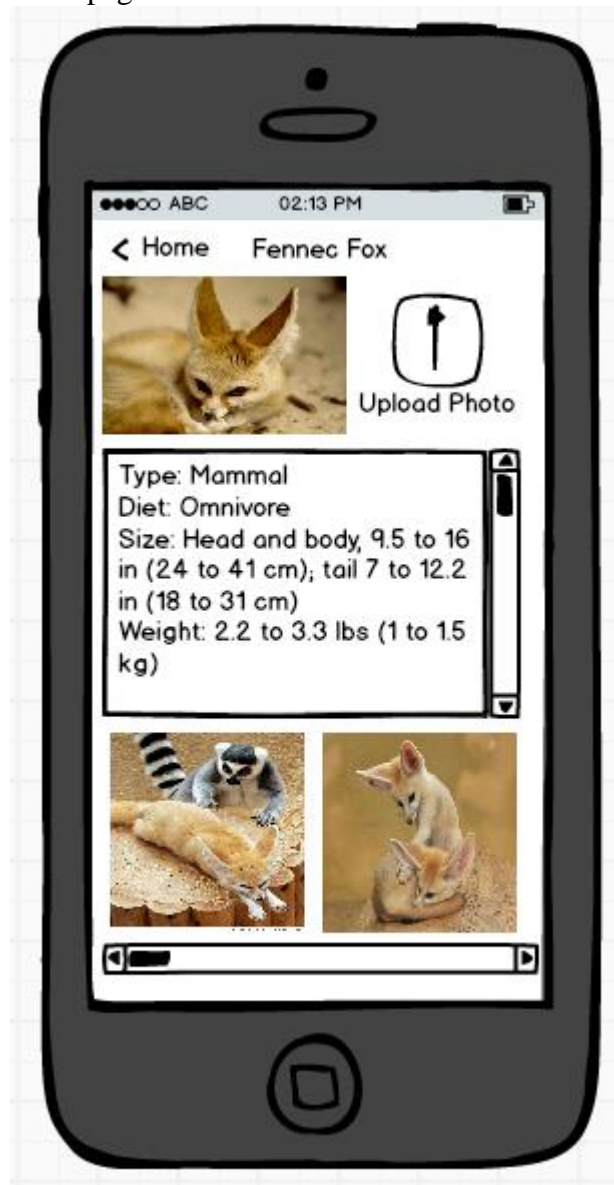 ABC 02:13 PM
< Home Fennec Fox
Upload Photo
Type: Mammal
Diet: Omnivore
Size: Head and body, 9.5 to 16
in (24 to 41 cm); tail 7 to 12.2
in (18 to 31 cm)
Weight: 2.2 to 3.3 lbs (1 to 1.5
kg)